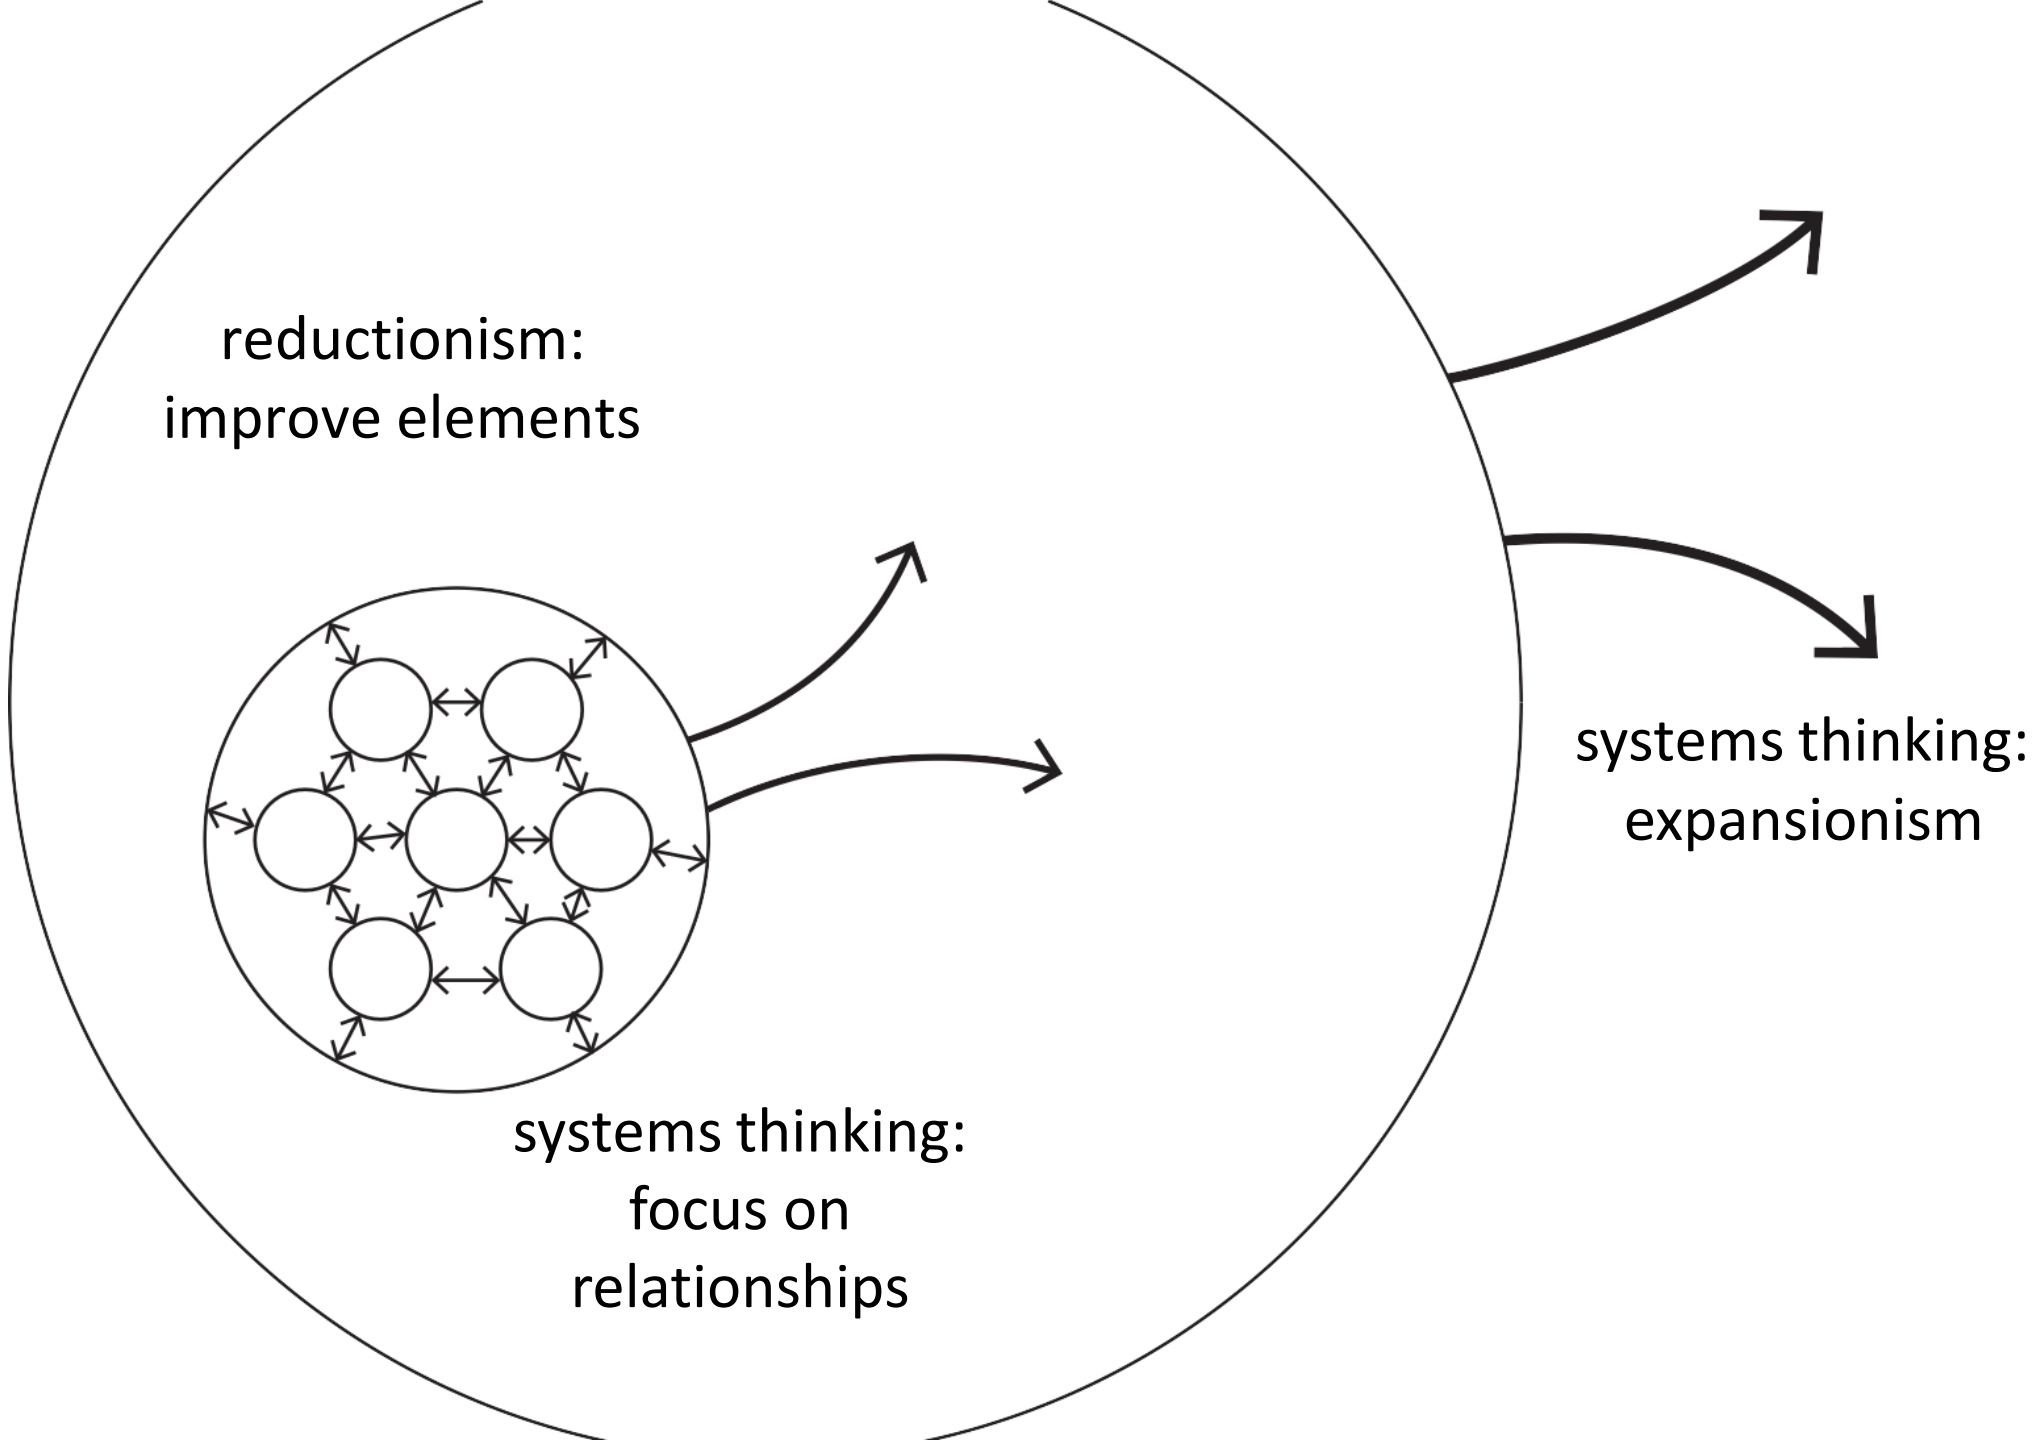 reductionism:
improve elements
systems thinking:
expansionism
systems thinking:
focus on
relationships